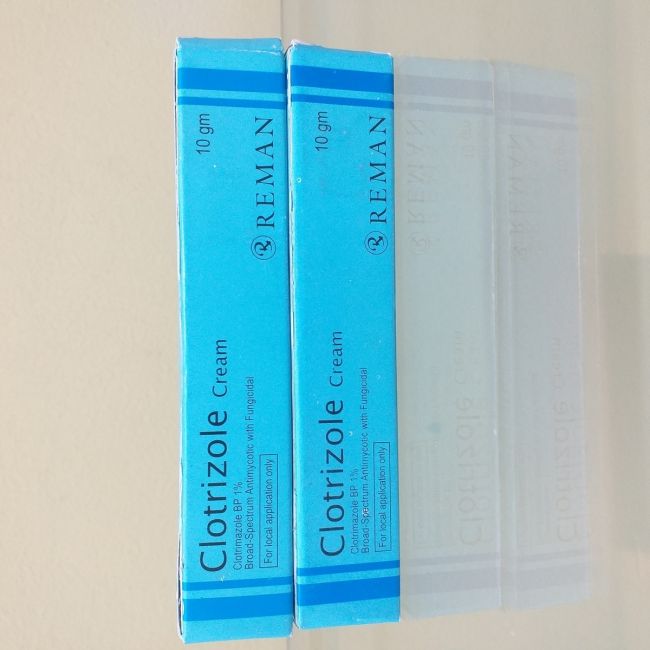 Clotrizole Cream
Clotrimazole BP 1%
Broad-Spectrum Antimycotic with Fungicidal
For local application only
REMAN
10 gm
Clotrizole Cream
Clotrimazole BP 1%
Broad-Spectrum Antimycotic with Fungicidal
For local application only
REMAN
10 gm